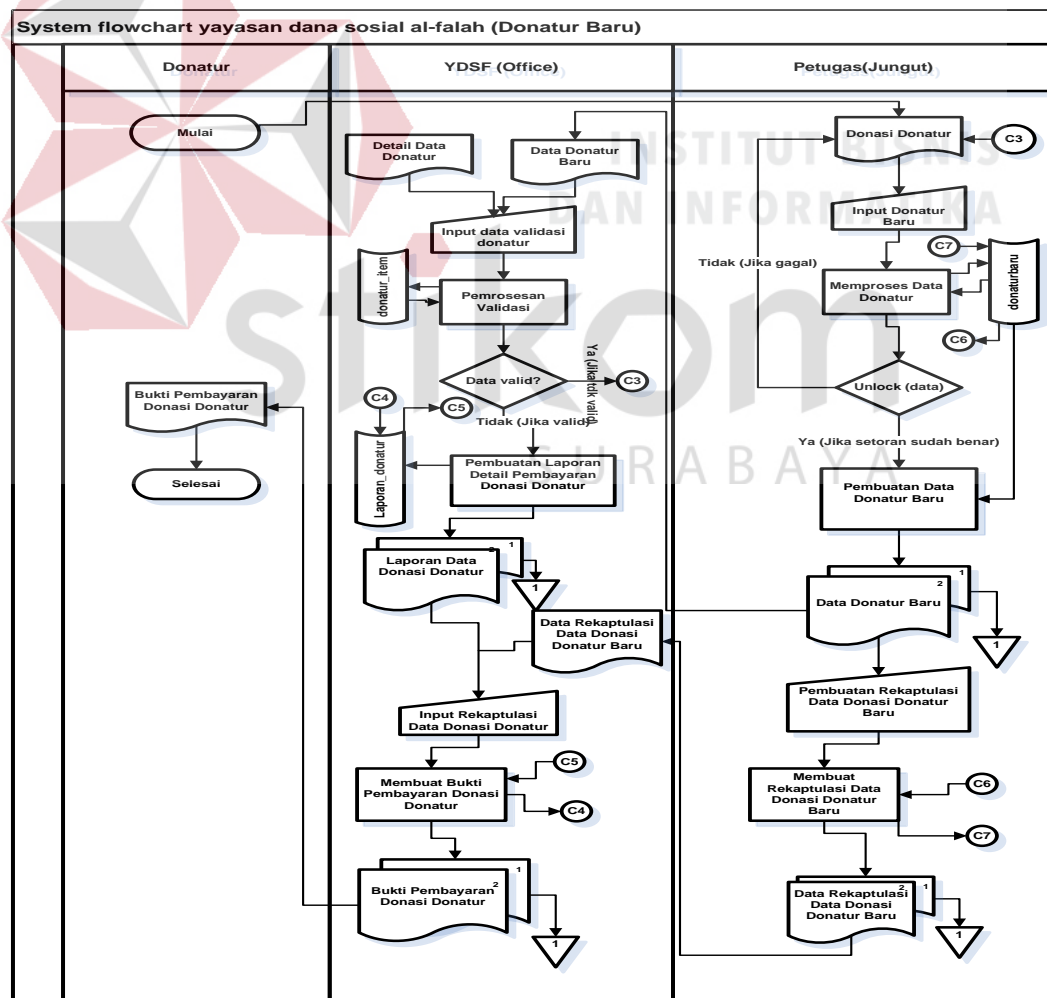 System flowchart yayasan dana sosial al-falah (Donatur Baru)
Donatur
YDSF (Office)
Petugas(Jungut)
Mulai
Detail Data
Donatur
Data Donatur
Baru
Donasi Donatur
C3
INSTITUT BISNIS
DAN INFORMATIKA
Input data validasi
donatur
Input Donatur
Baru
C7
Tidak (Jika gagal)
donatur_item
Pemrosesan
Validasi
Memproses Data
Donatur
donaturbaru
C6
stikom
SURABAYA
Data valid?
Ya (Jika tdk valid)
C3
Unlock (data)
Bukti Pembayaran
Donasi Donatur
C4
C5
Tidak (Jika valid)
Ya (Jika setoran sudah benar)
Selesai
Laporan_donatur
Pembuatan Laporan
Detail Pembayaran
Donasi Donatur
Pembuatan Data
Donatur Baru
1
2
Laporan Data
Donasi Donatur
1
1
2
Data Donatur Baru
1
Data Rekaptulasi
Data Donasi
Donatur Baru
Pembuatan Rekaptulasi
Data Donasi Donatur
Baru
Input Rekaptulasi
Data Donasi Donatur
C5
Membuat Bukti
Pembayaran Donasi
Donatur
C4
Membuat
Rekaptulasi Data
Donasi Donatur
Baru
C6
C7
1
2
Bukti Pembayaran
Donasi Donatur
1
1
2
Data Rekaptulasi
Data Donasi
Donatur Baru
1